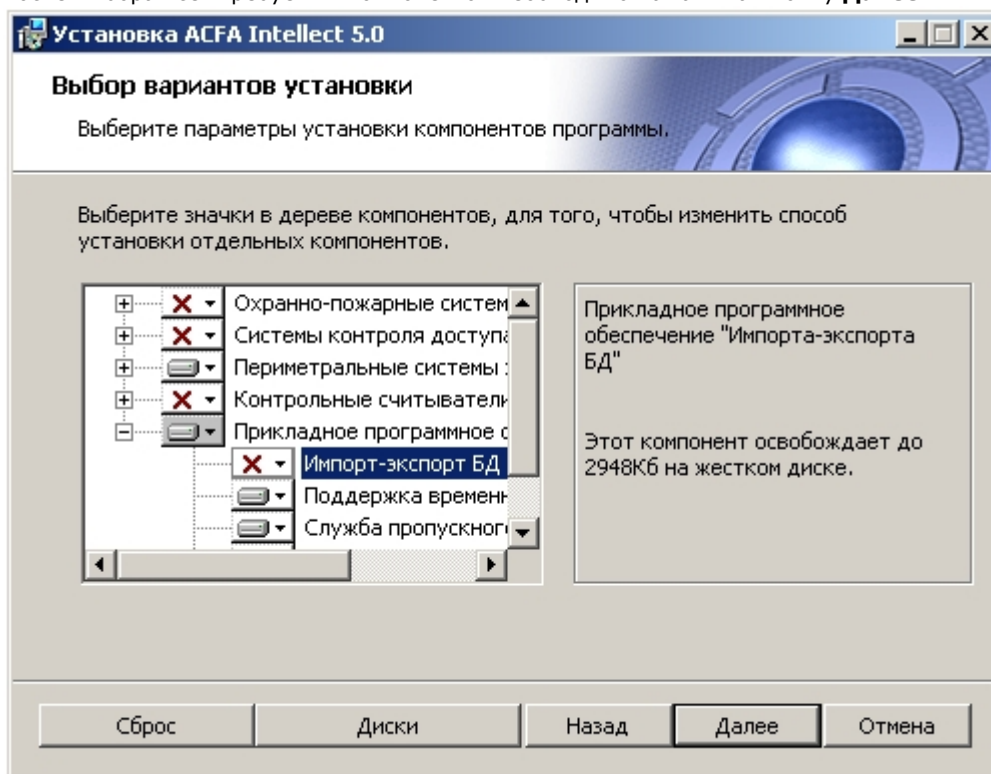 Установка ACFA Intellect 5.0
Выбор вариантов установки
Выберите параметры установки компонентов программы.
Выберите значки в дереве компонентов, для того, чтобы изменить способ
установки отдельных компонентов.
Охранно-пожарные систем
Системы контроля доступа
Периметральные системы
Контрольные считыватели
Прикладное программное о
Импорт-экспорт БД
Поддержка времен
Служба пропускног
Прикладное программное
обеспечение "Импорта-экспорта
БД"
Этот компонент освобождает до
2948Кб на жестком диске.
Сброс
Диски
Назад
Далее
Отмена